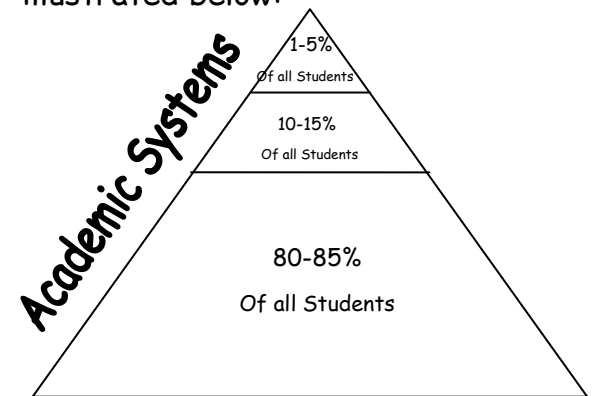 illustrated below:
1-5%
Of all Students
10-15%
Of all Students
80-85%
Of all Students
Academic Systems